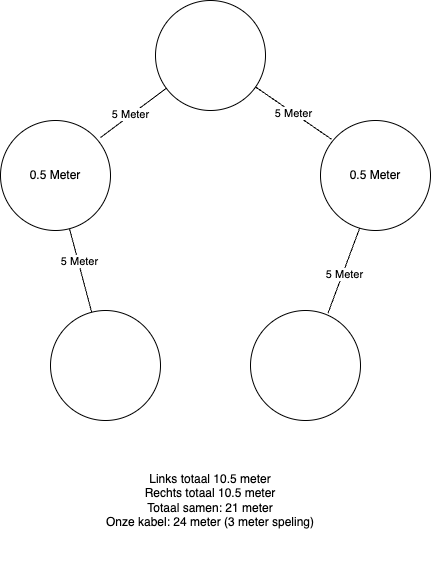 5 Meter
5 Meter
0.5 Meter
0.5 Meter
5 Meter
5 Meter
Links totaal 10.5 meter
Rechts totaal 10.5 meter
Totaal samen: 21 meter
Onze kabel: 24 meter (3 meter speling)